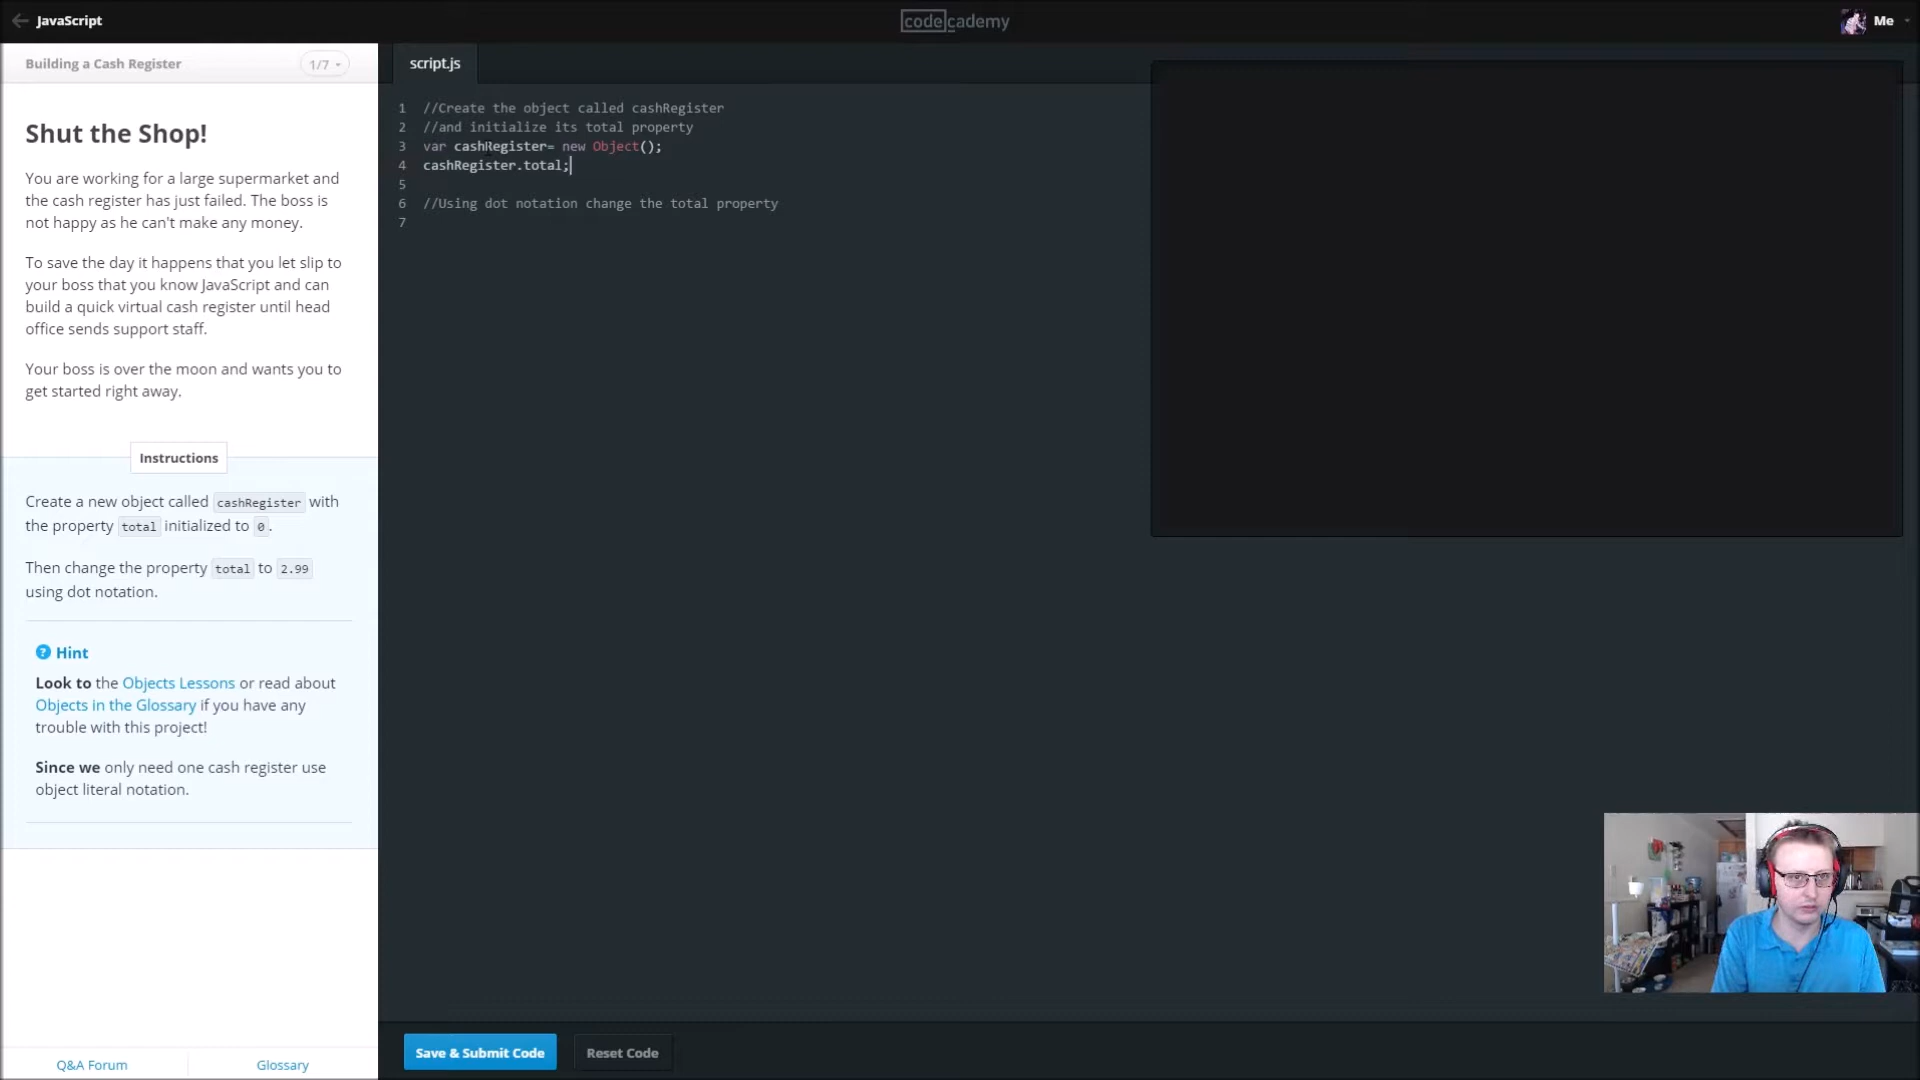 JavaScript
codecademy
Me
Building a Cash Register
1/7
script.js
Shut the Shop!
You are working for a large supermarket and
the cash register has just failed. The boss is
not happy as he can't make any money.
To save the day it happens that you let slip to
your boss that you know JavaScript and can
build a quick virtual cash register until head
office sends support staff.
Your boss is over the moon and wants you to
get started right away.
Instructions
Create a new object called cashRegister with
the property total initialized to 0.
Then change the property total to 2.99
using dot notation.
? Hint
Look to the Objects Lessons or read about
Objects in the Glossary if you have any
trouble with this project!
Since we only need one cash register use
object literal notation.
Q&A Forum
Glossary
1 //Create the object called cashRegister
2 //and initialize its total property
3 var cashRegister= new Object();
4 cashRegister.total;
5
6 //Using dot notation change the total property
7
Save & Submit Code
Reset Code